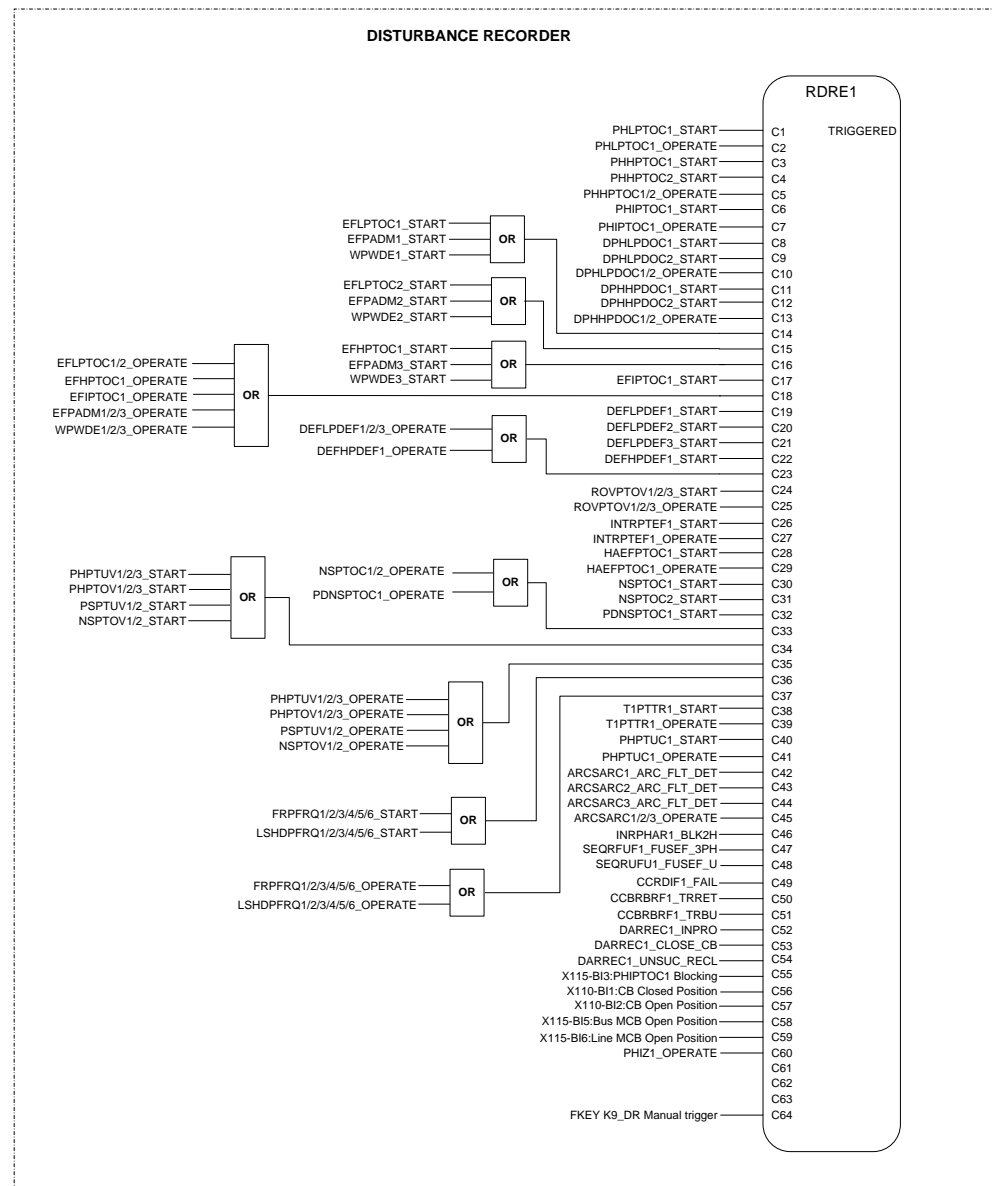 DISTURBANCE RECORDER
RDRE1
TRIGGERED
PHLPTOC1_START C1
PHLPTOC1_OPERATE C2
PHHPTOC1_START C3
PHHPTOC2_START C4
PHHPTOC1/2_OPERATE C5
PHIPTOC1_START C6
PHIPTOC1_OPERATE C7
DPHLPDOC1_START C8
DPHLPDOC2_START C9
DPHLPDOC1/2_OPERATE C10
DPHHPDOC1_START C11
DPHHPDOC2_START C12
DPHHPDOC1/2_OPERATE C13
EFLPTOC1_START
EFPADM1_START
WPWDE1_START
OR
C14
EFLPTOC2_START
EFPADM2_START
WPWDE2_START
OR
C15
EFHPTOC1_START
EFPADM3_START
WPWDE3_START
OR
C16
EFIPTOC1_START C17
EFLPTOC1/2_OPERATE
EFHPTOC1_OPERATE
EFIPTOC1_OPERATE
EFPADM1/2/3_OPERATE
WPWDE1/2/3_OPERATE
OR
C18
DEFLPDEF1_START C19
DEFLPDEF2_START C20
DEFLPDEF3_START C21
DEFHPDEF1_START C22
DEFLPDEF1/2/3_OPERATE
DEFHPDEF1_OPERATE
OR
C23
ROVPTOV1/2/3_START C24
ROVPTOV1/2/3_OPERATE C25
INTRPTEF1_START C26
INTRPTEF1_OPERATE C27
HAEFPTOC1_START C28
HAEFPTOC1_OPERATE C29
NSPTOC1_START C30
NSPTOC2_START C31
PDNSPTOC1_START C32
NSPTOC1/2_OPERATE
PDNSPTOC1_OPERATE
OR
C33
PHPTUV1/2/3_START
PHPTOV1/2/3_START
PSPTUV1/2_START
NSPTOV1/2_START
OR
C34
PHPTUV1/2/3_OPERATE
PHPTOV1/2/3_OPERATE
PSPTUV1/2_OPERATE
NSPTOV1/2_OPERATE
OR
C35
FRPFRQ1/2/3/4/5/6_START
LSHDPFRQ1/2/3/4/5/6_START
OR
C36
FRPFRQ1/2/3/4/5/6_OPERATE
LSHDPFRQ1/2/3/4/5/6_OPERATE
OR
C37
T1PTTR1_START C38
T1PTTR1_OPERATE C39
PHPTUC1_START C40
PHPTUC1_OPERATE C41
ARCSARC1_ARC_FLT_DET C42
ARCSARC2_ARC_FLT_DET C43
ARCSARC3_ARC_FLT_DET C44
ARCSARC1/2/3_OPERATE C45
INRPHAR1_BLK2H C46
SEQRFUF1_FUSEF_3PH C47
SEQRUFU1_FUSEF_U C48
CCRDIF1_FAIL C49
CCBRBRF1_TRRET C50
CCBRBRF1_TRBU C51
DARREC1_INPRO C52
DARREC1_CLOSE_CB C53
DARREC1_UNSUC_RECL C54
X115-BI3:PHIPTOC1 Blocking C55
X110-BI1:CB Closed Position C56
X110-BI2:CB Open Position C57
X115-BI5:Bus MCB Open Position C58
X115-BI6:Line MCB Open Position C59
PHIZ1_OPERATE C60
C61
C62
C63
FKEY K9_DR Manual trigger C64